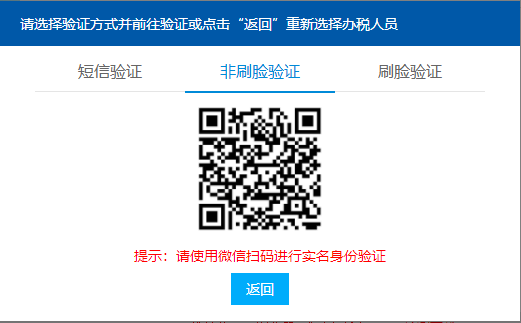 请选择验证方式并前往验证或点击“返回”重新选择办税人员
短信验证
非刷脸验证
刷脸验证
提示：请使用微信扫码进行实名身份验证
返回